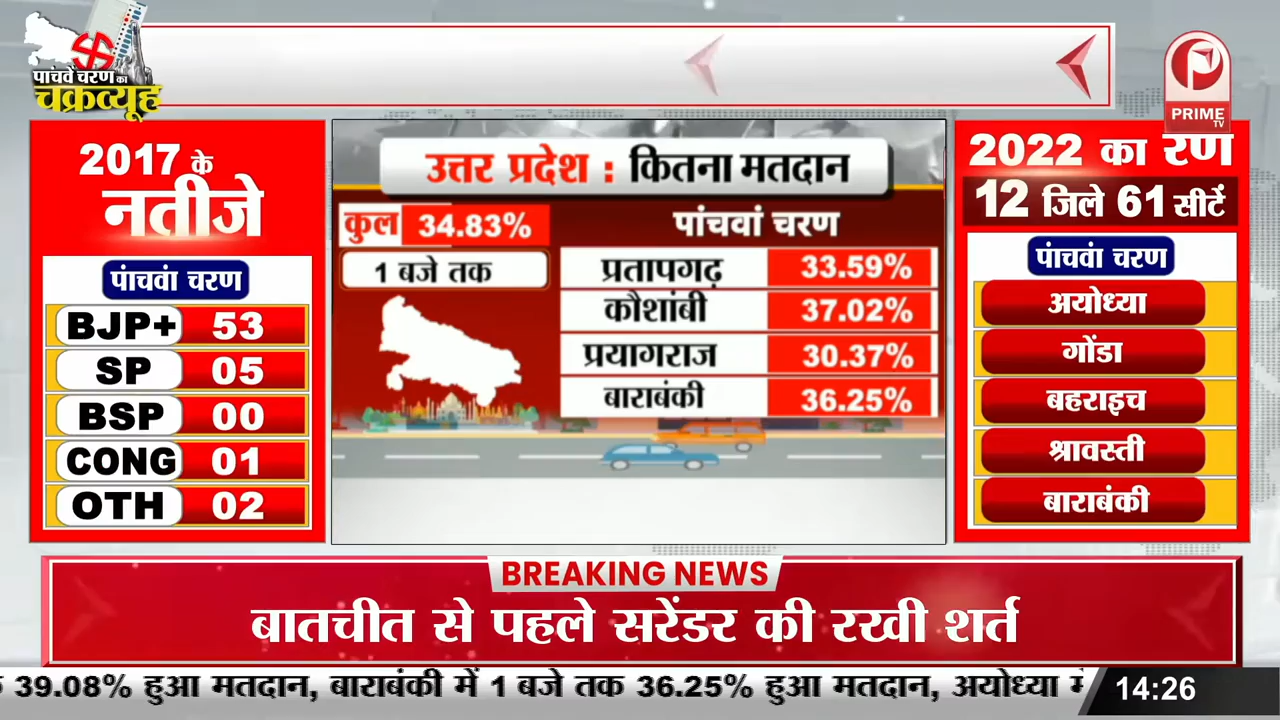 पांचवें चरण का
चक्रव्यूह
PRIME
TV
2017 के
नतीजे
पांचवां चरण
BJP+ 53
SP 05
BSP 00
CONG 01
OTH 02
उत्तर प्रदेश : कितना मतदान
कुल 34.83%
1 बजे तक
पांचवां चरण
प्रतापगढ़ 33.59%
कौशांबी 37.02%
प्रयागराज 30.37%
बाराबंकी 36.25%
2022 का रण
12 जिले 61 सीटें
पांचवां चरण
अयोध्या
गोंडा
बहराइच
श्रावस्ती
बाराबंकी
BREAKING NEWS
बातचीत से पहले सरेंडर की रखी शर्त
39.08% हुआ मतदान, बाराबंकी में 1 बजे तक 36.25% हुआ मतदान, अयोध्या में
14:26